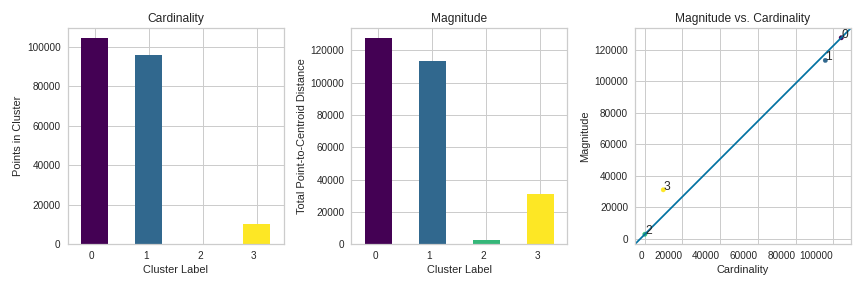 Cardinality
Points in Cluster
100000
80000
60000
40000
20000
0
0 1 2 3
Cluster Label
Magnitude
Total Point-to-Centroid Distance
120000
100000
80000
60000
40000
20000
0
0 1 2 3
Cluster Label
Magnitude vs. Cardinality
Magnitude
120000
100000
80000
60000
40000
20000
0
0
1
3
2
0 20000 40000 60000 80000 100000
Cardinality